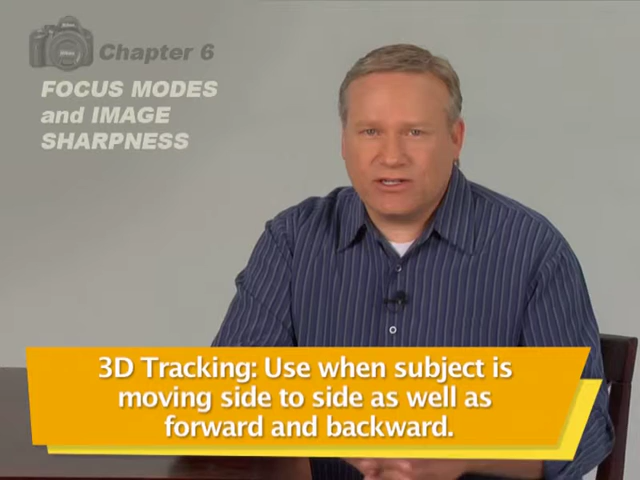 Chapter 6
FOCUS MODES
and IMAGE
SHARPNESS
3D Tracking: Use when subject is
moving side to side as well as
forward and backward.